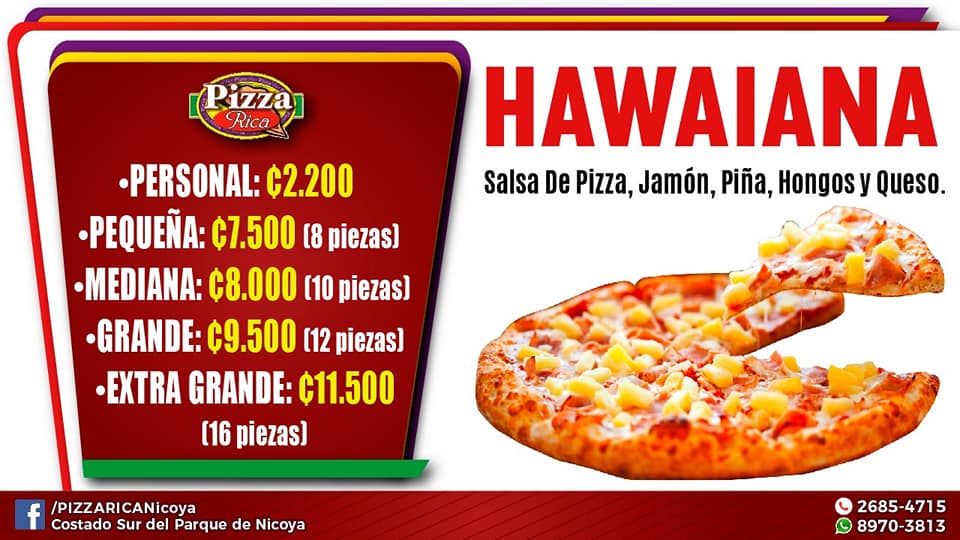 Pizza
Rica
•PERSONAL: ¢2.200
•PEQUEÑA: ¢7.500 (8 piezas)
•MEDIANA: ¢8.000 (10 piezas)
•GRANDE: ¢9.500 (12 piezas)
•EXTRA GRANDE: ¢11.500
(16 piezas)
HAWAIANA
Salsa De Pizza, Jamón, Piña, Hongos y Queso.
/PIZZARICANicoya
Costado Sur del Parque de Nicoya
2685-4715
8970-3813